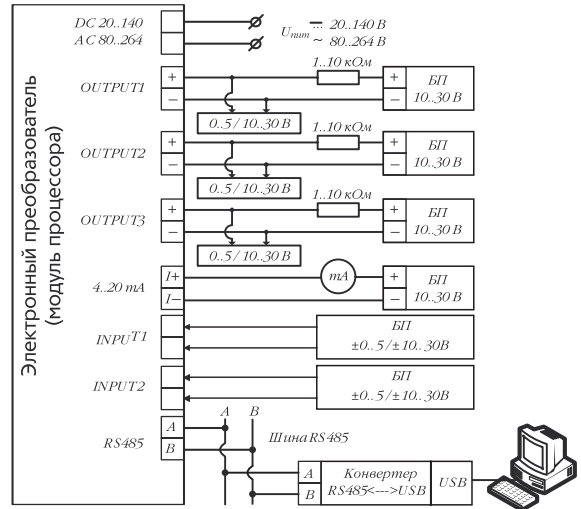 Электронный преобразователь
(модуль процессора)
DC 20..140
AC 80..264
Uпит ⎓ 20..140 В
~ 80..264 В
OUTPUT1
+
−
1..10 кОм
0..5 / 10..30 В
+
−
БП
10..30 В
OUTPUT2
+
−
1..10 кОм
0..5 / 10..30 В
+
−
БП
10..30 В
OUTPUT3
+
−
1..10 кОм
0..5 / 10..30 В
+
−
БП
10..30 В
4..20 mA
I+
I−
mA
+
−
БП
10..30 В
INPUT1
БП
±0..5/±10..30В
INPUT2
БП
±0..5/±10..30В
RS485
A
B
A B
Шина RS485
A
B
Конвертер
RS485<--->USB
USB